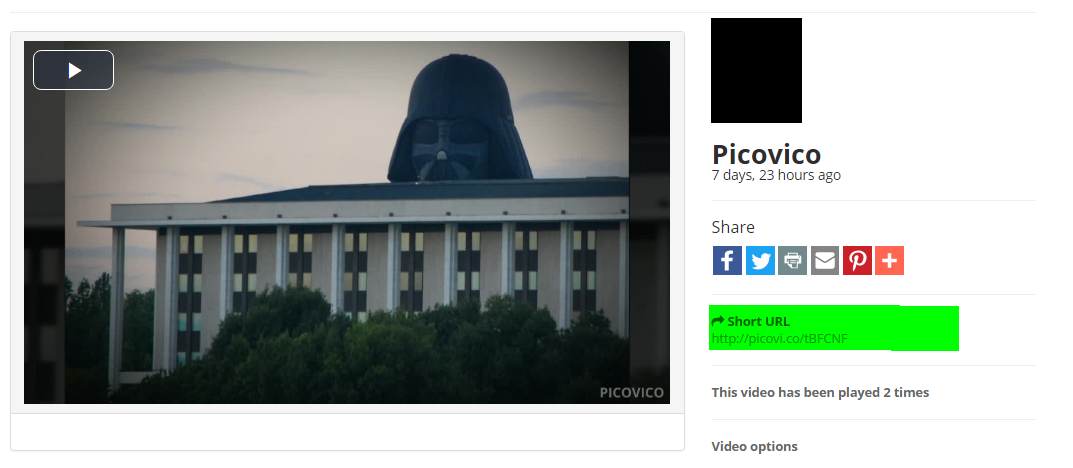 PICOVICO
Picovico
7 days, 23 hours ago
Share
Short URL
http://picovi.co/tBFCNF
This video has been played 2 times
Video options